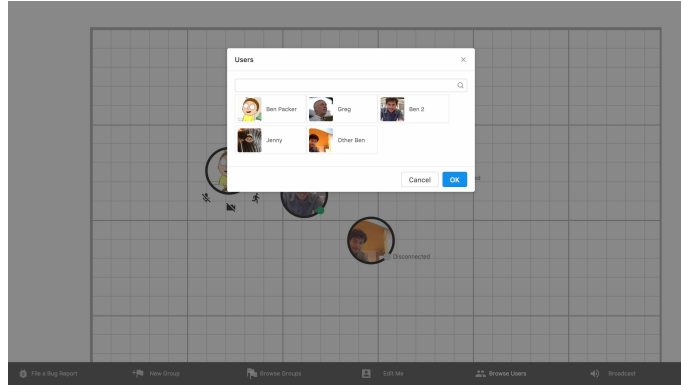 Users
Ben Packer
Greg
Ben 2
Jenny
Other Ben
Cancel
OK
Disconnected
File a Bug Report
New Group
Browse Groups
Edit Me
Browse Users
Broadcast